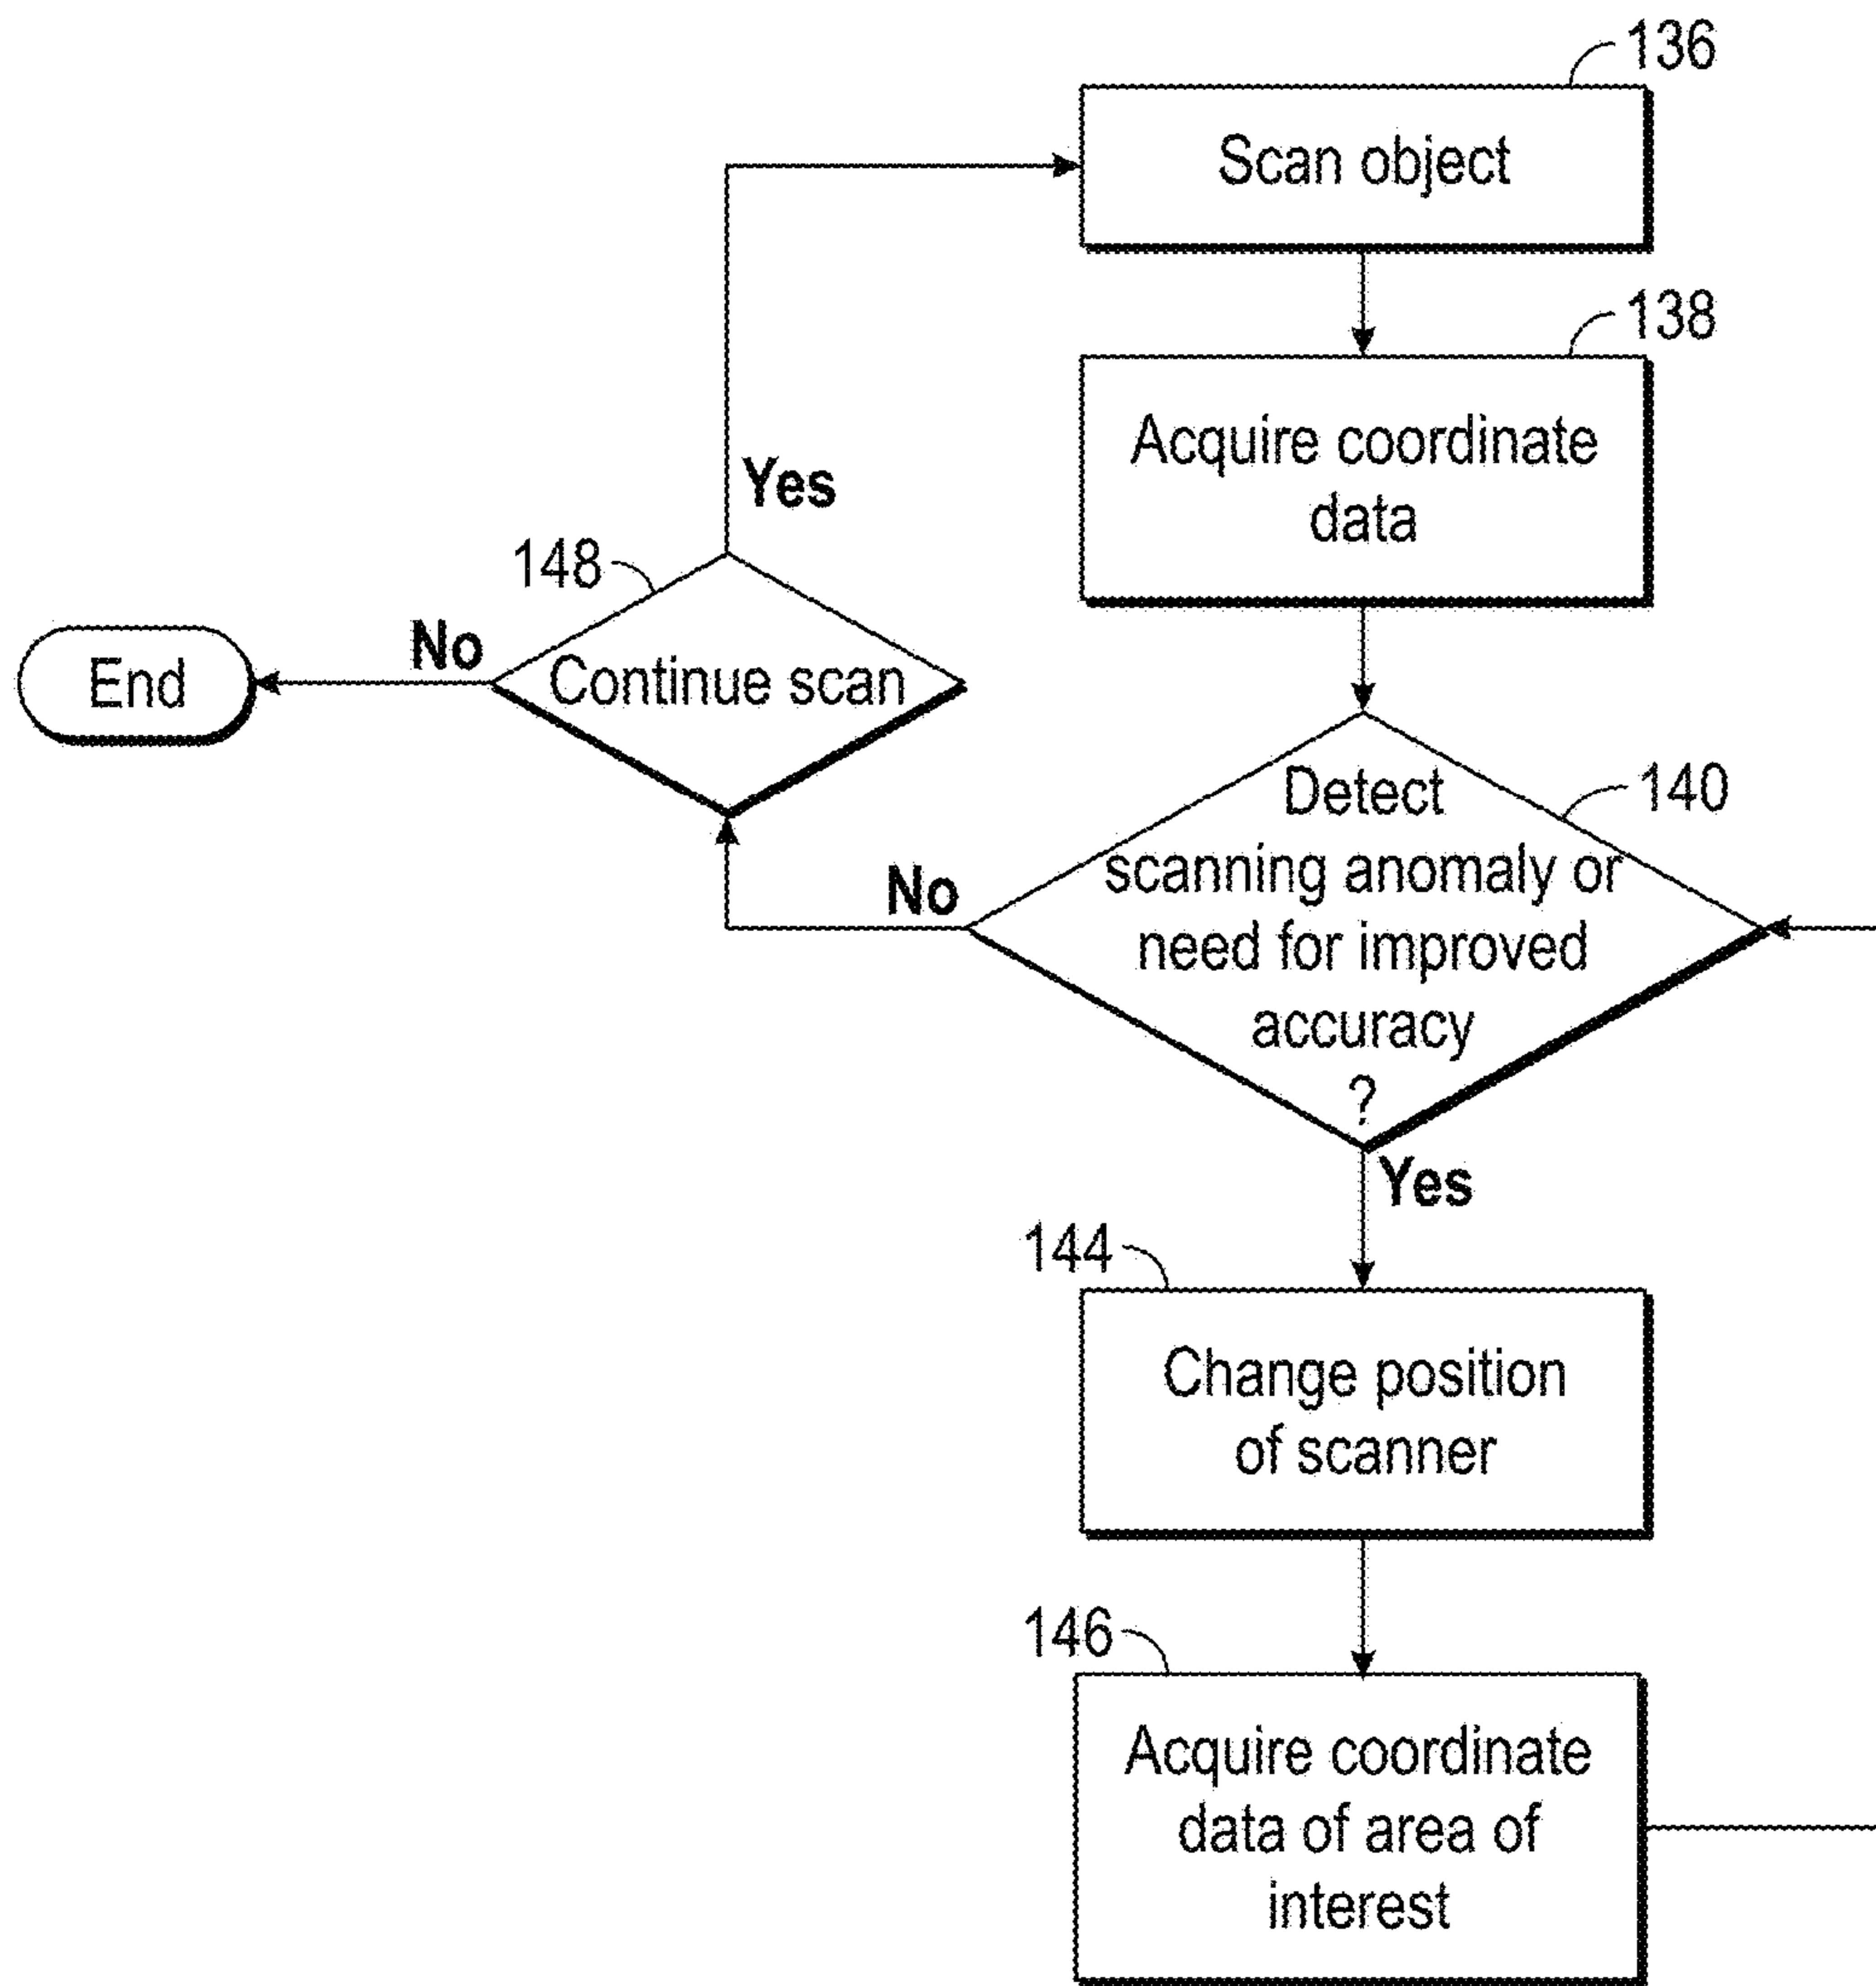 136
Scan object
138
Acquire coordinate
data
Yes
148
No
End
Continue scan
Detect
140
scanning anomaly or
No
need for improved
accuracy
?
Yes
144
Change position
of scanner
146
Acquire coordinate
data of area of
interest